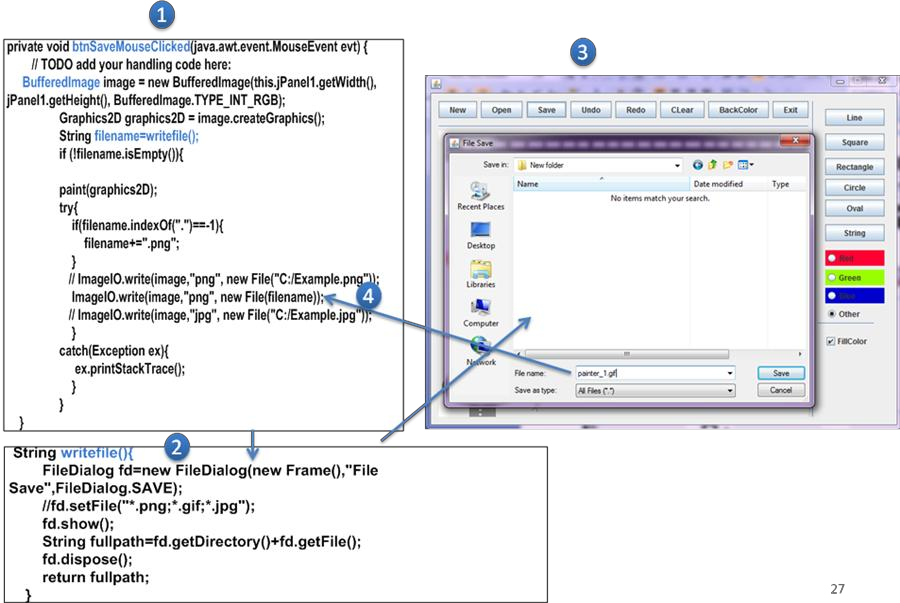 1
private void btnSaveMouseClicked(java.awt.event.MouseEvent evt) {
// TODO add your handling code here:
BufferedImage image = new BufferedImage(this.jPanel1.getWidth(),
jPanel1.getHeight(), BufferedImage.TYPE_INT_RGB);
Graphics2D graphics2D = image.createGraphics();
String filename=writefile();
if (!filename.isEmpty()){
paint(graphics2D);
try{
if(filename.indexOf(".")==-1){
filename+=".png";
}
// ImageIO.write(image,"png", new File("C:/Example.png"));
ImageIO.write(image,"png", new File(filename));
4
// ImageIO.write(image,"jpg", new File("C:/Example.jpg"));
}
catch(Exception ex){
ex.printStackTrace();
}
}
}
2
String writefile(){
FileDialog fd=new FileDialog(new Frame(),"File
Save",FileDialog.SAVE);
//fd.setFile("*.png;*.gif;*.jpg");
fd.show();
String fullpath=fd.getDirectory()+fd.getFile();
fd.dispose();
return fullpath;
}
3
New Open Save Undo Redo CLear BackColor Exit
Line
Square
Rectangle
Circle
Oval
String
Red
Green
Other
FillColor
File Save
Save in: New folder
Name Date modified Type
No items match your search.
Recent Places
Desktop
Libraries
Computer
Network
File name: painter_1.gif Save
Save as type: All Files (*.*) Cancel
27